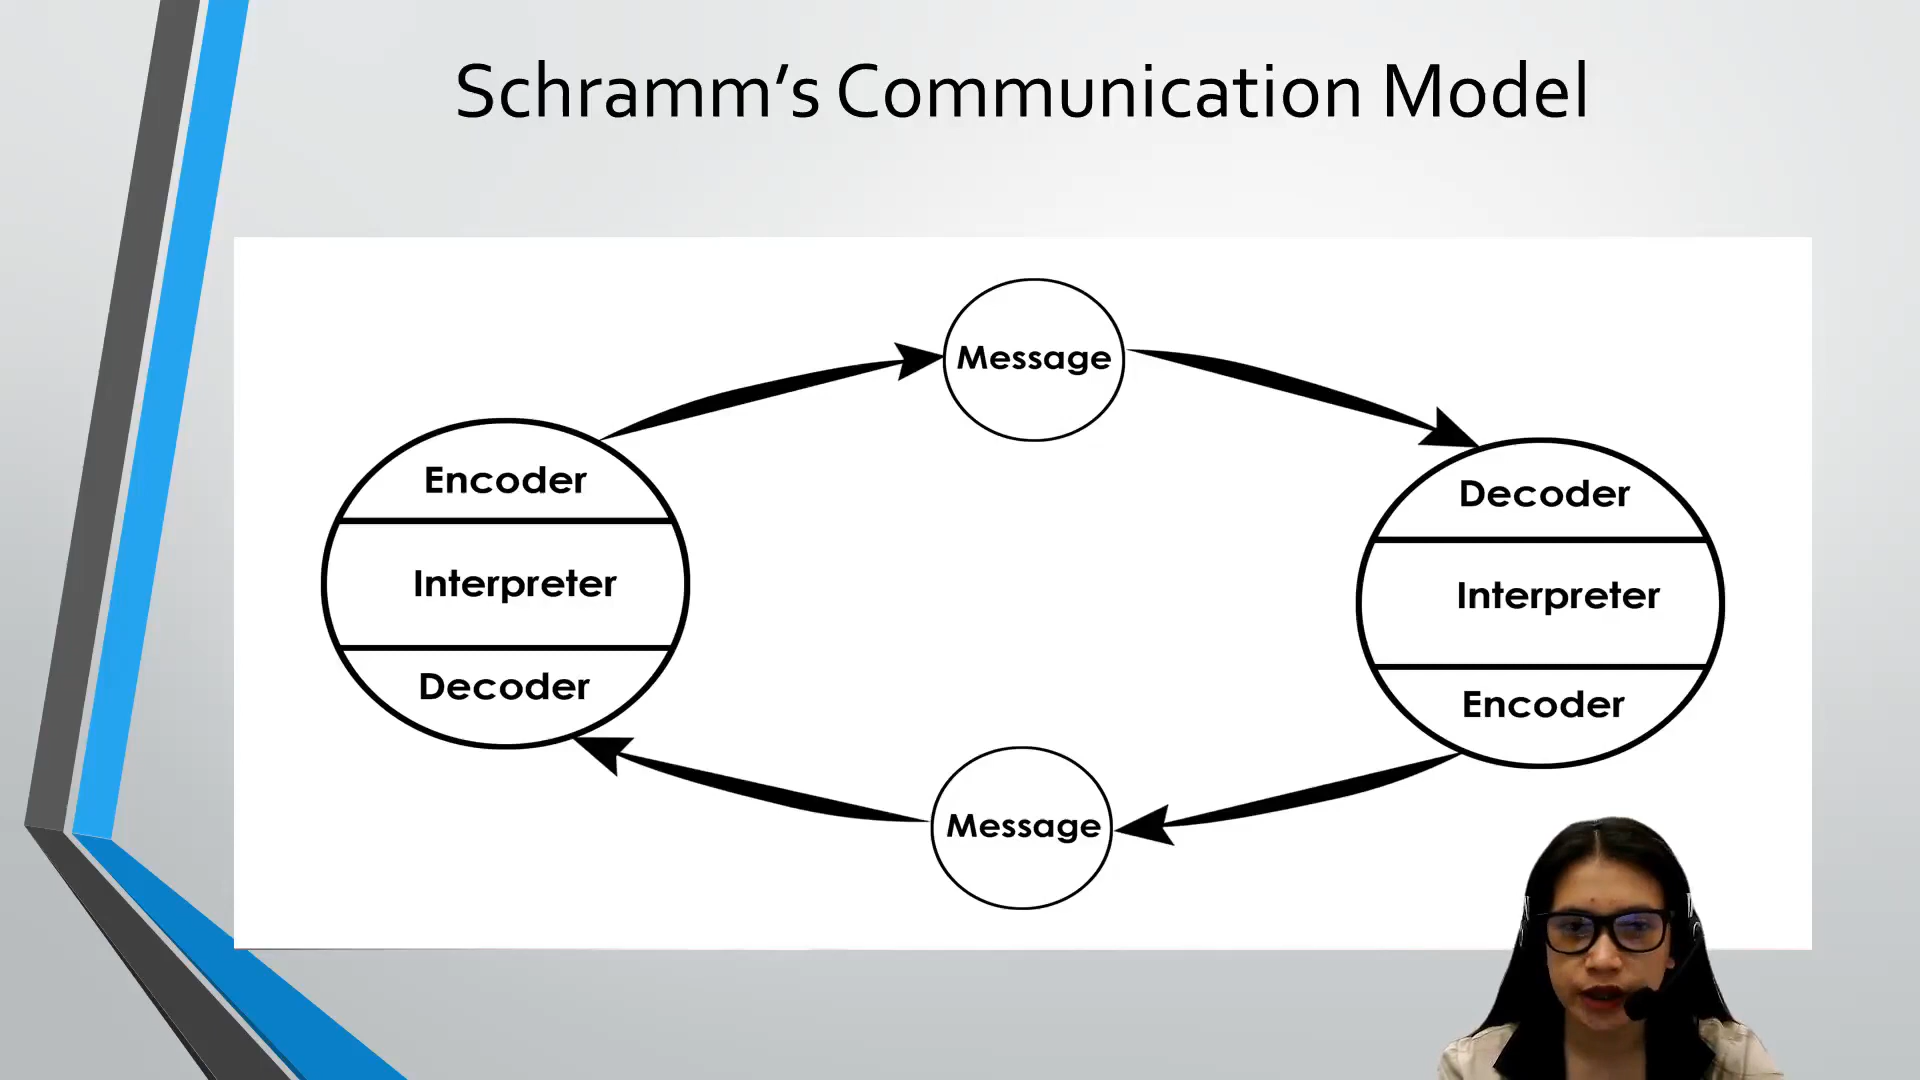 Schramm’s Communication Model
Message
Encoder
Interpreter
Decoder
Decoder
Interpreter
Encoder
Message